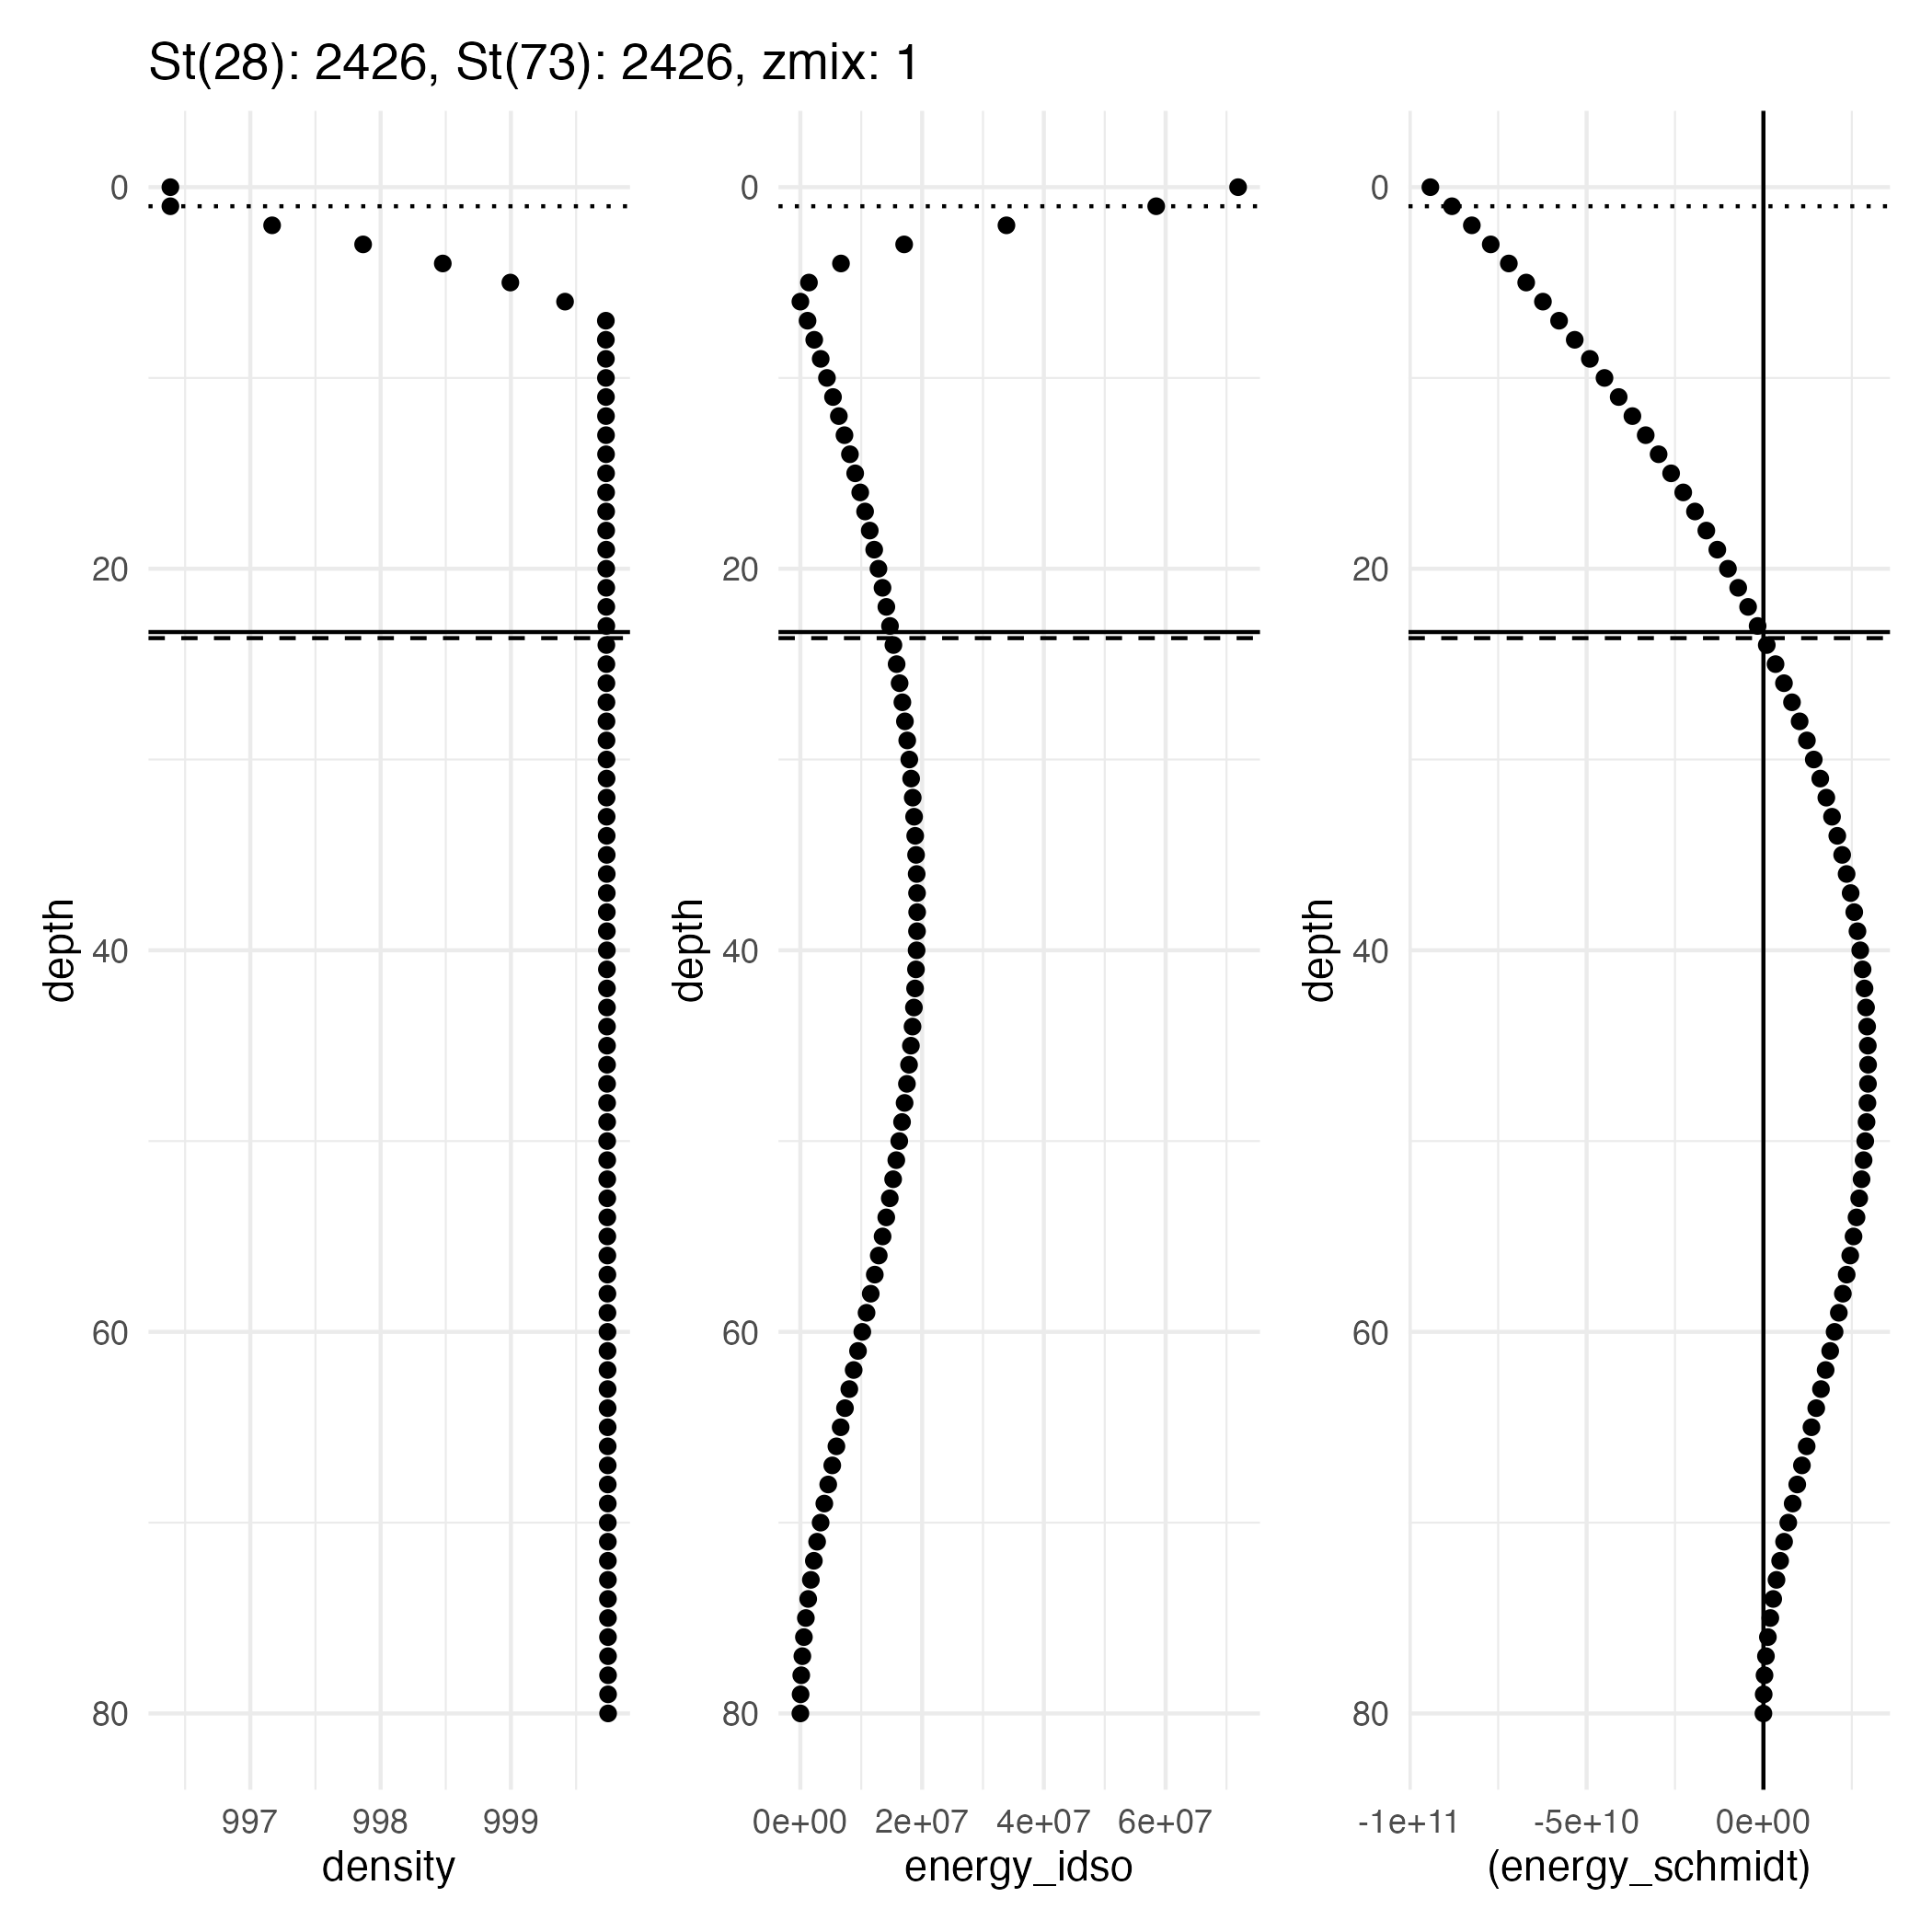 St(28): 2426, St(73): 2426, zmix: 1
0
20
40
60
80
depth
997
998
999
density
0
20
40
60
80
depth
0e+00
2e+07
4e+07
6e+07
energy_idso
0
20
40
60
80
depth
-1e+11
-5e+10
0e+00
(energy_schmidt)